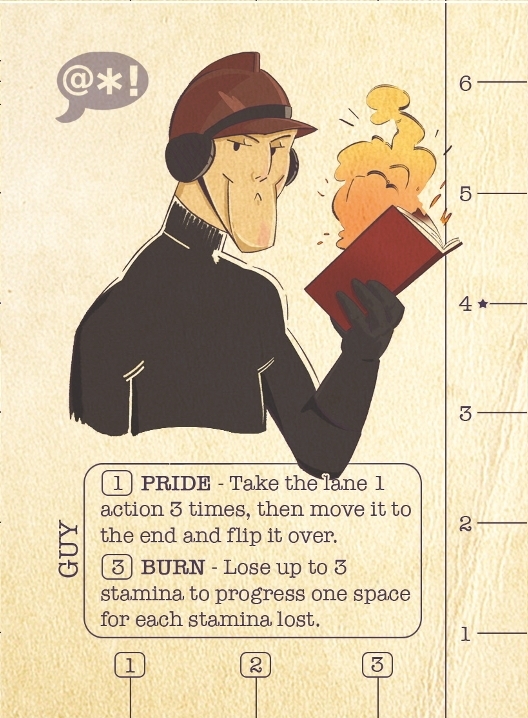 @*!
6
5
4 ★
3
2
1
GUY
1 PRIDE - Take the lane 1
action 3 times, then move it to
the end and flip it over.
3 BURN - Lose up to 3
stamina to progress one space
for each stamina lost.
1 2 3